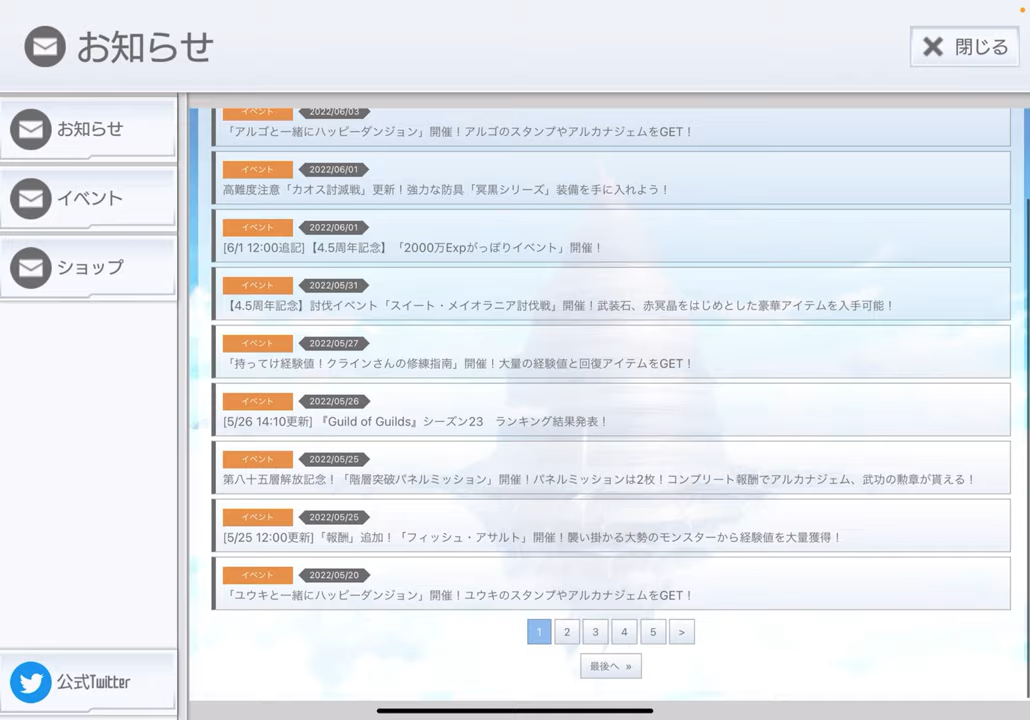 お知らせ
閉じる
お知らせ
イベント
ショップ
公式Twitter
イベント 2022/06/03
「アルゴと一緒にハッピーダンジョン」開催！アルゴのスタンプやアルカナジェムをGET！
イベント 2022/06/01
高難度注意「カオス討滅戦」更新！強力な防具「冥黒シリーズ」装備を手に入れよう！
イベント 2022/06/01
[6/1 12:00追記]【4.5周年記念】「2000万Expがっぽりイベント」開催！
イベント 2022/05/31
【4.5周年記念】討伐イベント「スイート・メイオラニア討伐戦」開催！武装石、赤冥晶をはじめとした豪華アイテムを入手可能！
イベント 2022/05/27
「持ってけ経験値！クラインさんの修練指南」開催！大量の経験値と回復アイテムをGET！
イベント 2022/05/26
[5/26 14:10更新]『Guild of Guilds』シーズン23　ランキング結果発表！
イベント 2022/05/25
第八十五層解放記念！「階層突破パネルミッション」開催！パネルミッションは2枚！コンプリート報酬でアルカナジェム、武功の勲章が貰える！
イベント 2022/05/25
[5/25 12:00更新]「報酬」追加！「フィッシュ・アサルト」開催！襲い掛かる大勢のモンスターから経験値を大量獲得！
イベント 2022/05/20
「ユウキと一緒にハッピーダンジョン」開催！ユウキのスタンプやアルカナジェムをGET！
1 2 3 4 5 >
最後へ »